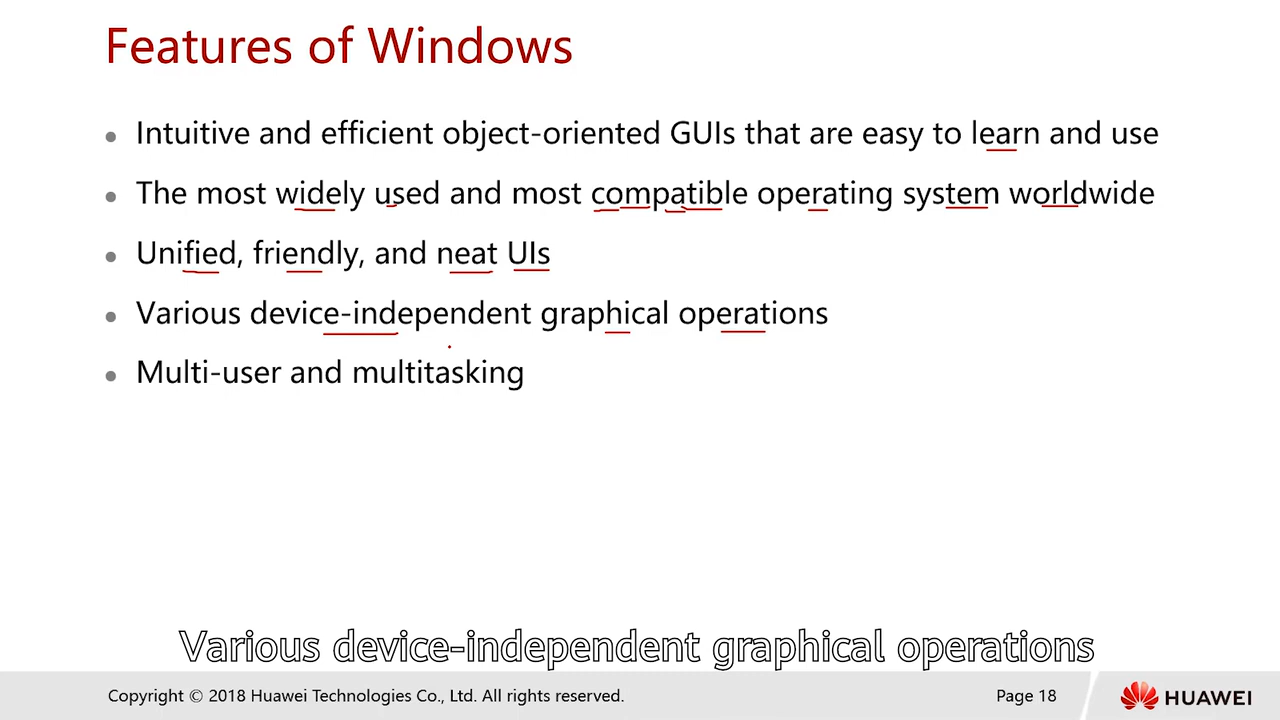 Features of Windows
• Intuitive and efficient object-oriented GUIs that are easy to learn and use
• The most widely used and most compatible operating system worldwide
• Unified, friendly, and neat UIs
• Various device-independent graphical operations
• Multi-user and multitasking
Various device-independent graphical operations
Copyright © 2018 Huawei Technologies Co., Ltd. All rights reserved.
Page 18
HUAWEI